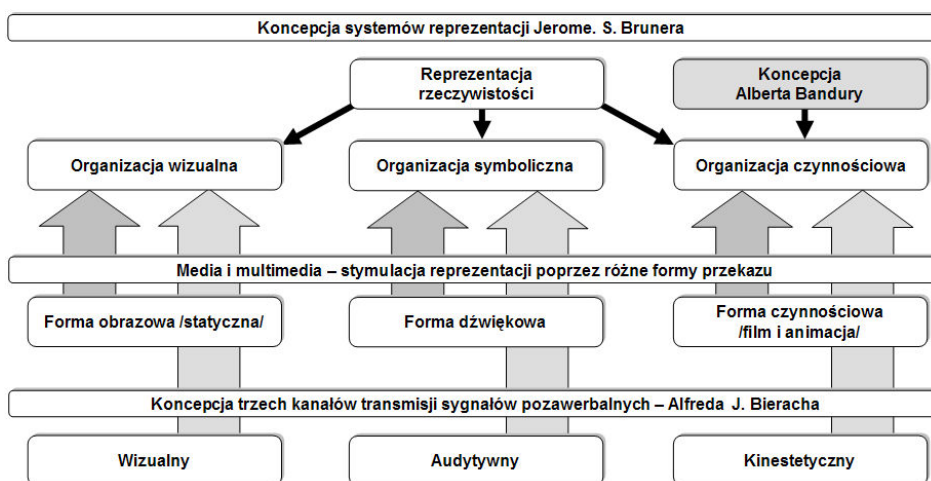 Koncepcja systemów reprezentacji Jerome. S. Brunera
Reprezentacja
rzeczywistości
Koncepcja
Alberta Bandury
Organizacja wizualna
Organizacja symboliczna
Organizacja czynnościowa
Media i multimedia – stymulacja reprezentacji poprzez różne formy przekazu
Forma obrazowa /statyczna/
Forma dźwiękowa
Forma czynnościowa
/film i animacja/
Koncepcja trzech kanałów transmisji sygnałów pozawerbalnych – Alfreda J. Bieracha
Wizualny
Audytywny
Kinestetyczny